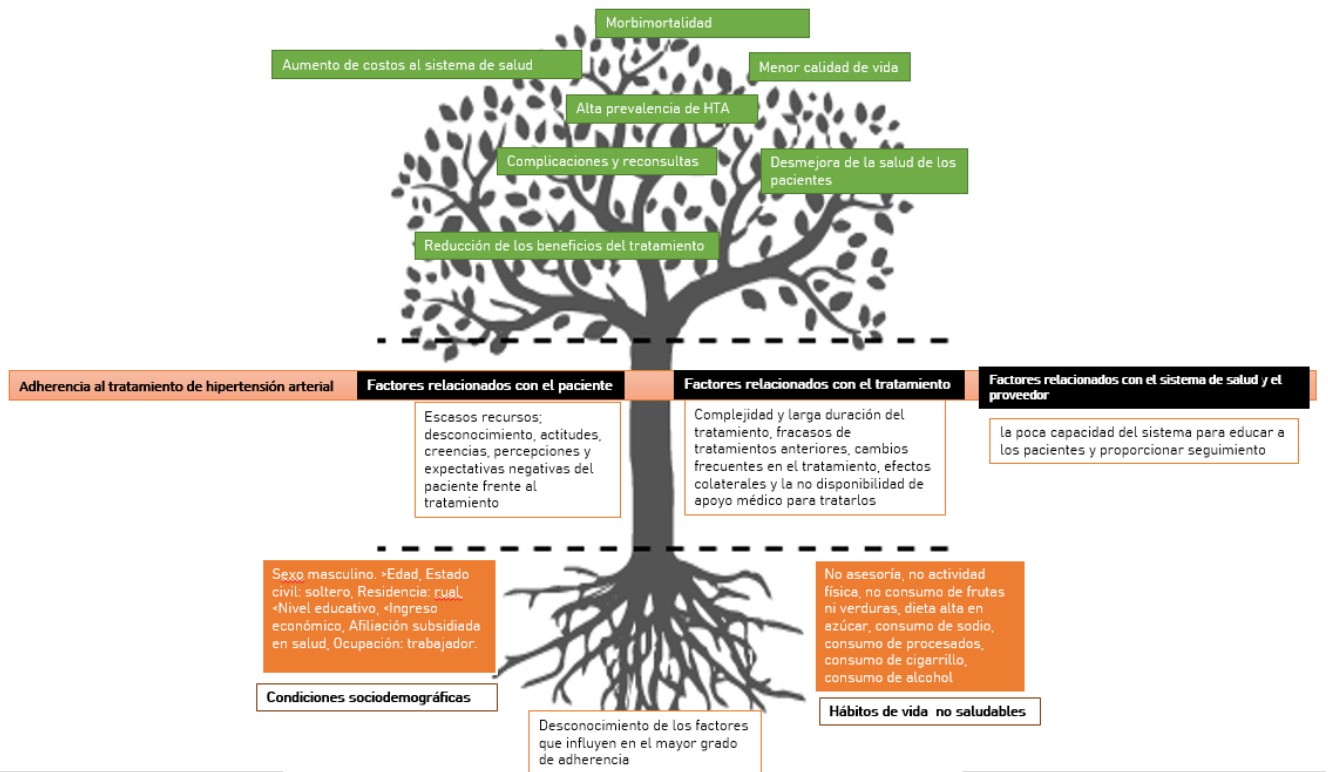 Morbimortalidad
Aumento de costos al sistema de salud
Menor calidad de vida
Alta prevalencia de HTA
Complicaciones y reconsultas
Desmejora de la salud de los
pacientes
Reducción de los beneficios del tratamiento
Adherencia al tratamiento de hipertensión arterial
Factores relacionados con el paciente
Escasos recursos;
desconocimiento, actitudes,
creencias, percepciones y
expectativas negativas del
paciente frente al
tratamiento
Factores relacionados con el tratamiento
Complejidad y larga duración del
tratamiento, fracasos de
tratamientos anteriores, cambios
frecuentes en el tratamiento, efectos
colaterales y la no disponibilidad de
apoyo médico para tratarlos
Factores relacionados con el sistema de salud y el
proveedor
la poca capacidad del sistema para educar a
los pacientes y proporcionar seguimiento
Sexo masculino. >Edad, Estado
civil: soltero, Residencia: rual,
<Nivel educativo, <Ingreso
económico, Afiliación subsidiada
en salud, Ocupación: trabajador.
Condiciones sociodemográficas
No asesoría, no actividad
física, no consumo de frutas
ni verduras, dieta alta en
azúcar, consumo de sodio,
consumo de procesados,
consumo de cigarrillo,
consumo de alcohol
Hábitos de vida no saludables
Desconocimiento de los factores
que influyen en el mayor grado
de adherencia